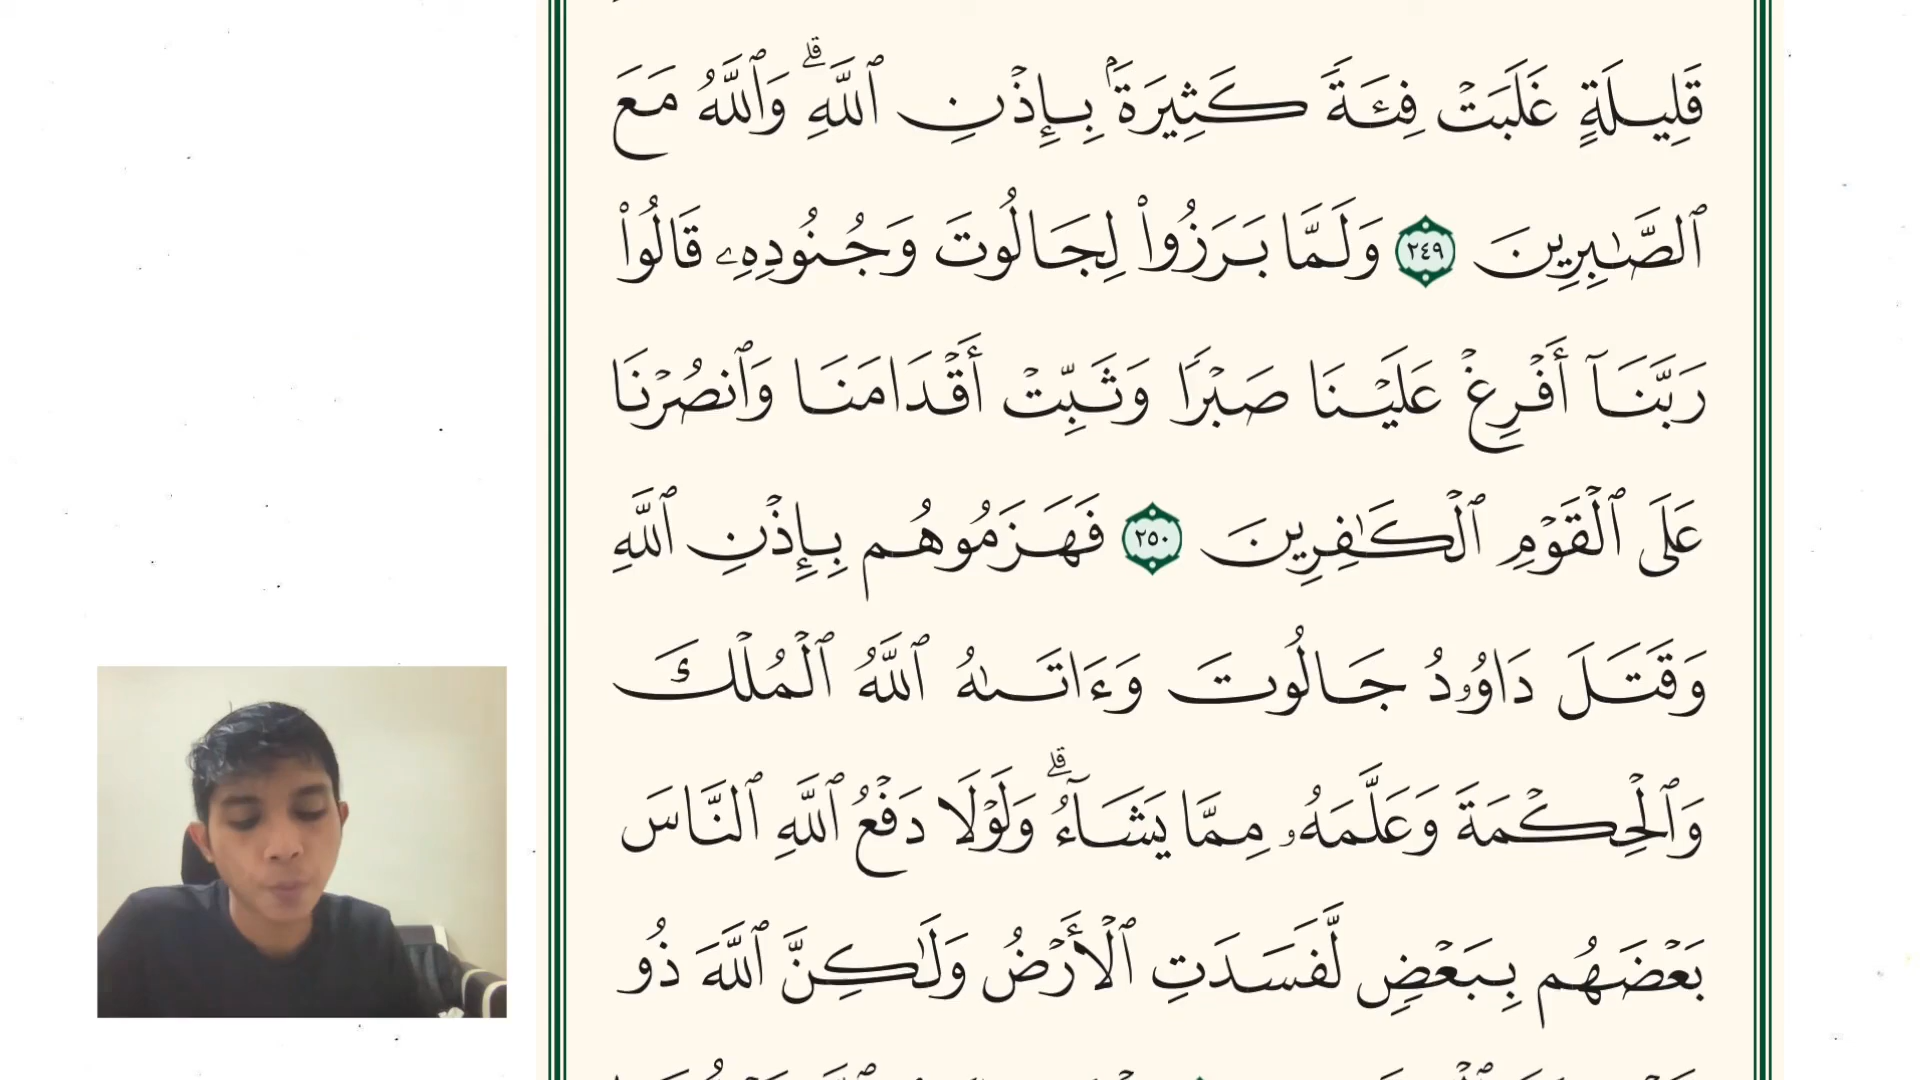 قَلِيلَةٍ غَلَبَتۡ فِئَةٗ كَثِيرَةَۢ بِإِذۡنِ ٱللَّهِۗ وَٱللَّهُ مَعَ
ٱلصَّٰبِرِينَ ٢٤٩ وَلَمَّا بَرَزُواْ لِجَالُوتَ وَجُنُودِهِۦ قَالُواْ
رَبَّنَآ أَفۡرِغۡ عَلَيۡنَا صَبۡرٗا وَثَبِّتۡ أَقۡدَامَنَا وَٱنصُرۡنَا
عَلَى ٱلۡقَوۡمِ ٱلۡكَٰفِرِينَ ٢٥٠ فَهَزَمُوهُم بِإِذۡنِ ٱللَّهِ
وَقَتَلَ دَاوُۥدُ جَالُوتَ وَءَاتَىٰهُ ٱللَّهُ ٱلۡمُلۡكَ
وَٱلۡحِكۡمَةَ وَعَلَّمَهُۥ مِمَّا يَشَآءُۗ وَلَوۡلَا دَفۡعُ ٱللَّهِ ٱلنَّاسَ
بَعۡضَهُم بِبَعۡضٖ لَّفَسَدَتِ ٱلۡأَرۡضُ وَلَٰكِنَّ ٱللَّهَ ذُو